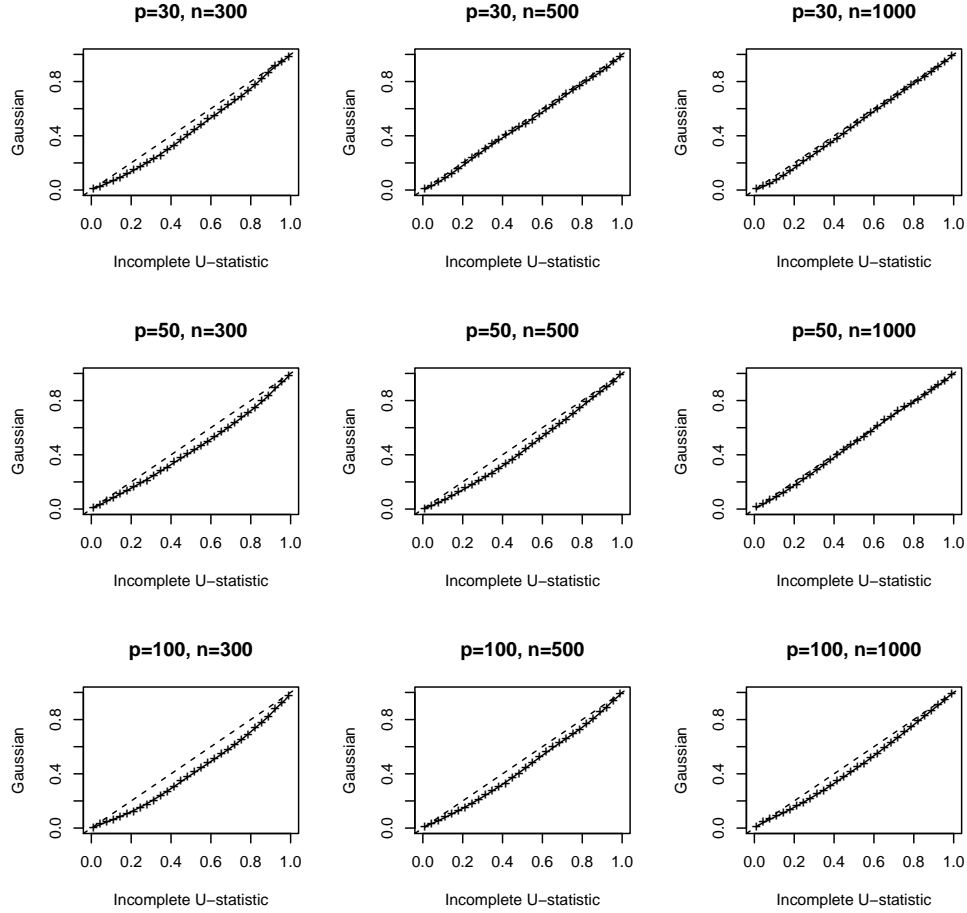 p=30, n=300
p=30, n=500
p=30, n=1000
Gaussian
0.0 0.4 0.8
0.0 0.2 0.4 0.6 0.8 1.0
Incomplete U−statistic
Gaussian
0.0 0.4 0.8
0.0 0.2 0.4 0.6 0.8 1.0
Incomplete U−statistic
Gaussian
0.0 0.4 0.8
0.0 0.2 0.4 0.6 0.8 1.0
Incomplete U−statistic
p=50, n=300
p=50, n=500
p=50, n=1000
Gaussian
0.0 0.4 0.8
0.0 0.2 0.4 0.6 0.8 1.0
Incomplete U−statistic
Gaussian
0.0 0.4 0.8
0.0 0.2 0.4 0.6 0.8 1.0
Incomplete U−statistic
Gaussian
0.0 0.4 0.8
0.0 0.2 0.4 0.6 0.8 1.0
Incomplete U−statistic
p=100, n=300
p=100, n=500
p=100, n=1000
Gaussian
0.0 0.4 0.8
0.0 0.2 0.4 0.6 0.8 1.0
Incomplete U−statistic
Gaussian
0.0 0.4 0.8
0.0 0.2 0.4 0.6 0.8 1.0
Incomplete U−statistic
Gaussian
0.0 0.4 0.8
0.0 0.2 0.4 0.6 0.8 1.0
Incomplete U−statistic